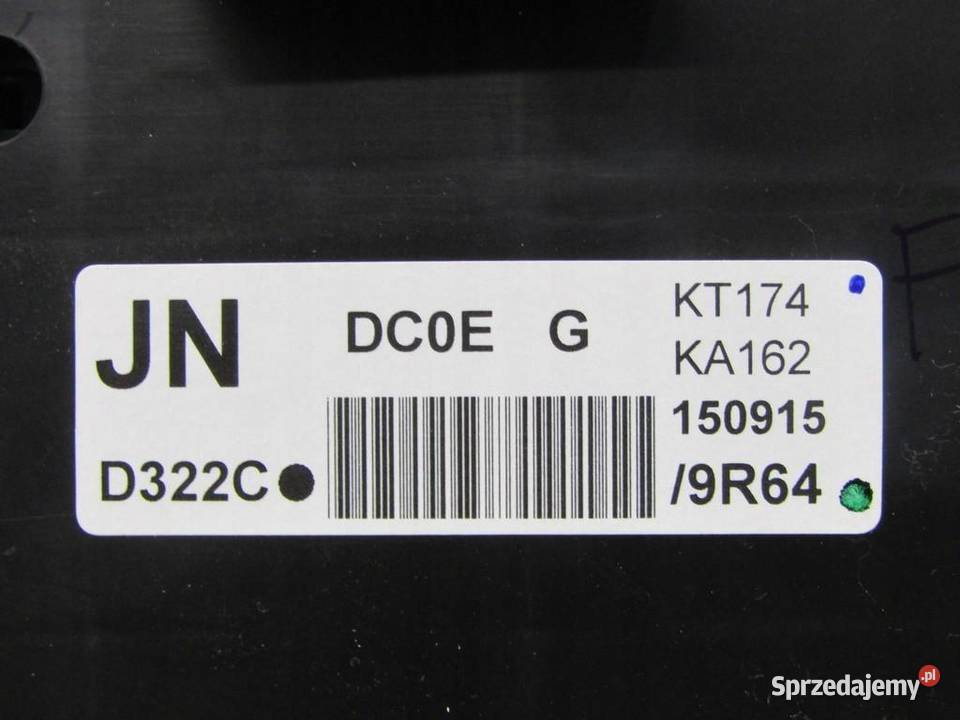 JN
DC0E G
KT174
KA162
150915
D322C
/9R64
F
Sprzedajemy.pl